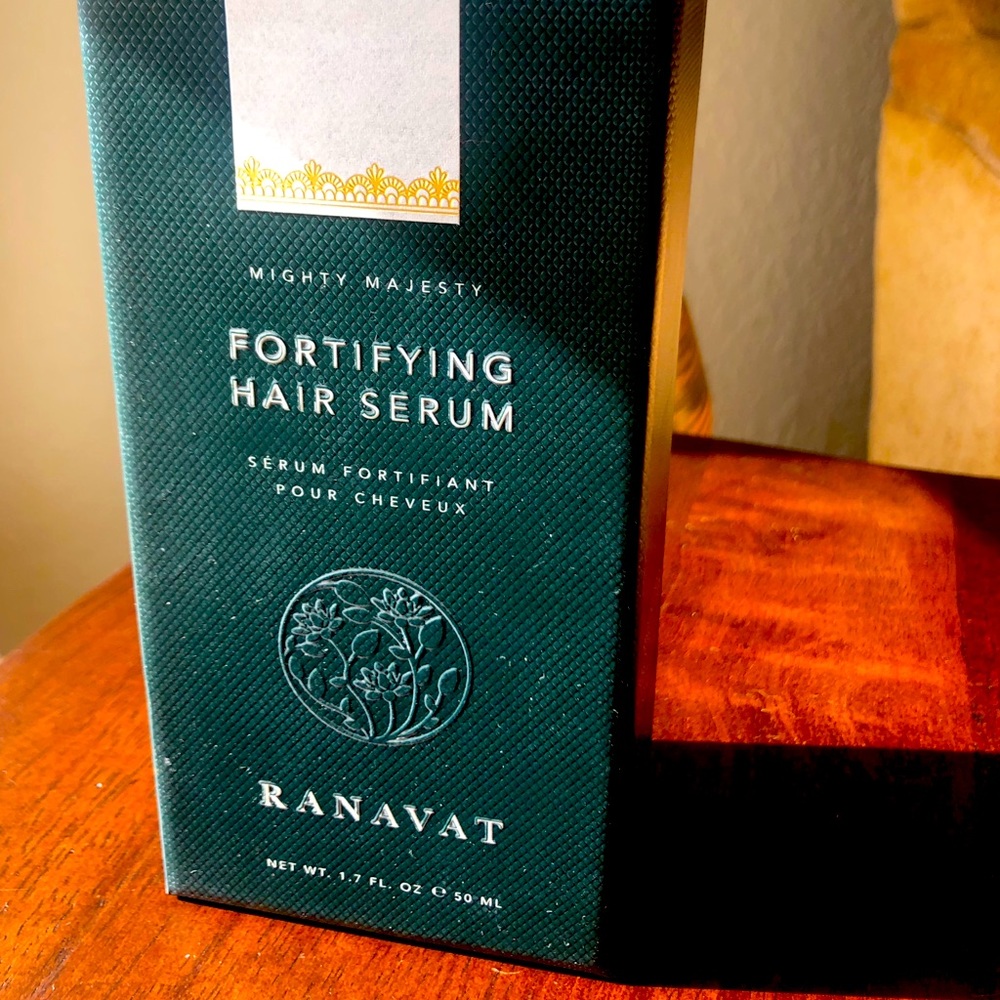 MIGHTY MAJESTY
FORTIFYING
HAIR SERUM
SÉRUM FORTIFIANT
POUR CHEVEUX
RANAVAT
NET WT. 1.7 FL. OZ ℮ 50 ML